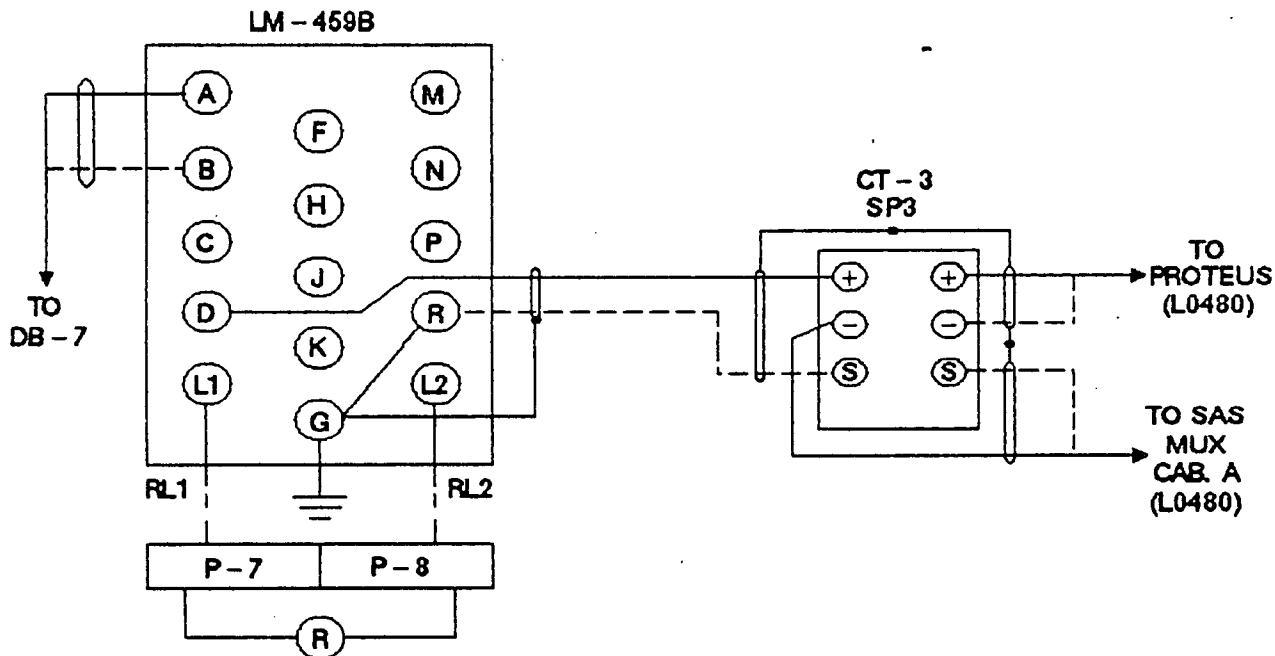 LM - 459B
A
M
F
B
N
H
C
P
J
D
R
K
L1
L2
G
TO
DB - 7
RL1
RL2
P - 7
P - 8
R
CT - 3
SP3
+
+
-
-
S
S
TO
PROTEUS
(L0480)
TO SAS
MUX
CAB. A
(L0480)